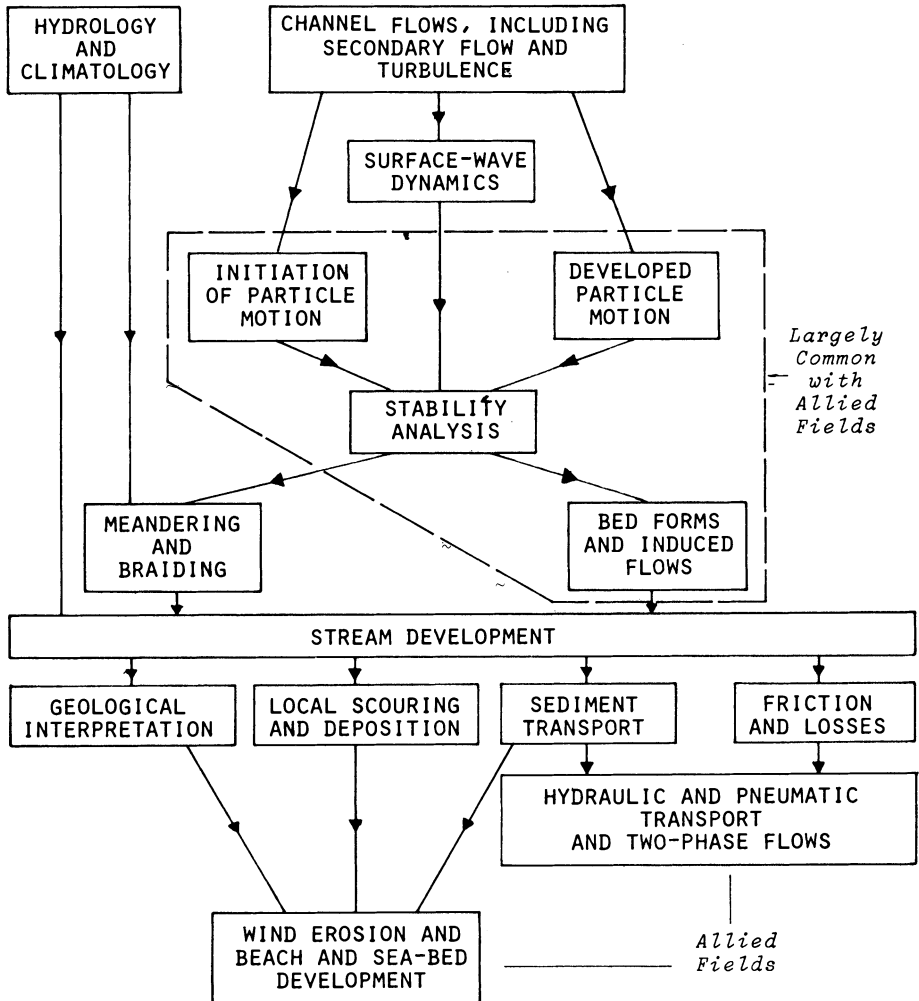 HYDROLOGY
AND
CLIMATOLOGY
CHANNEL FLOWS, INCLUDING
SECONDARY FLOW AND
TURBULENCE
SURFACE-WAVE
DYNAMICS
INITIATION
OF PARTICLE
MOTION
DEVELOPED
PARTICLE
MOTION
Largely
Common
with
Allied
Fields
STABILITY
ANALYSIS
MEANDERING
AND
BRAIDING
BED FORMS
AND INDUCED
FLOWS
STREAM DEVELOPMENT
GEOLOGICAL
INTERPRETATION
LOCAL SCOURING
AND DEPOSITION
SEDIMENT
TRANSPORT
FRICTION
AND LOSSES
HYDRAULIC AND PNEUMATIC
TRANSPORT
AND TWO-PHASE FLOWS
WIND EROSION AND
BEACH AND SEA-BED
DEVELOPMENT
Allied
Fields